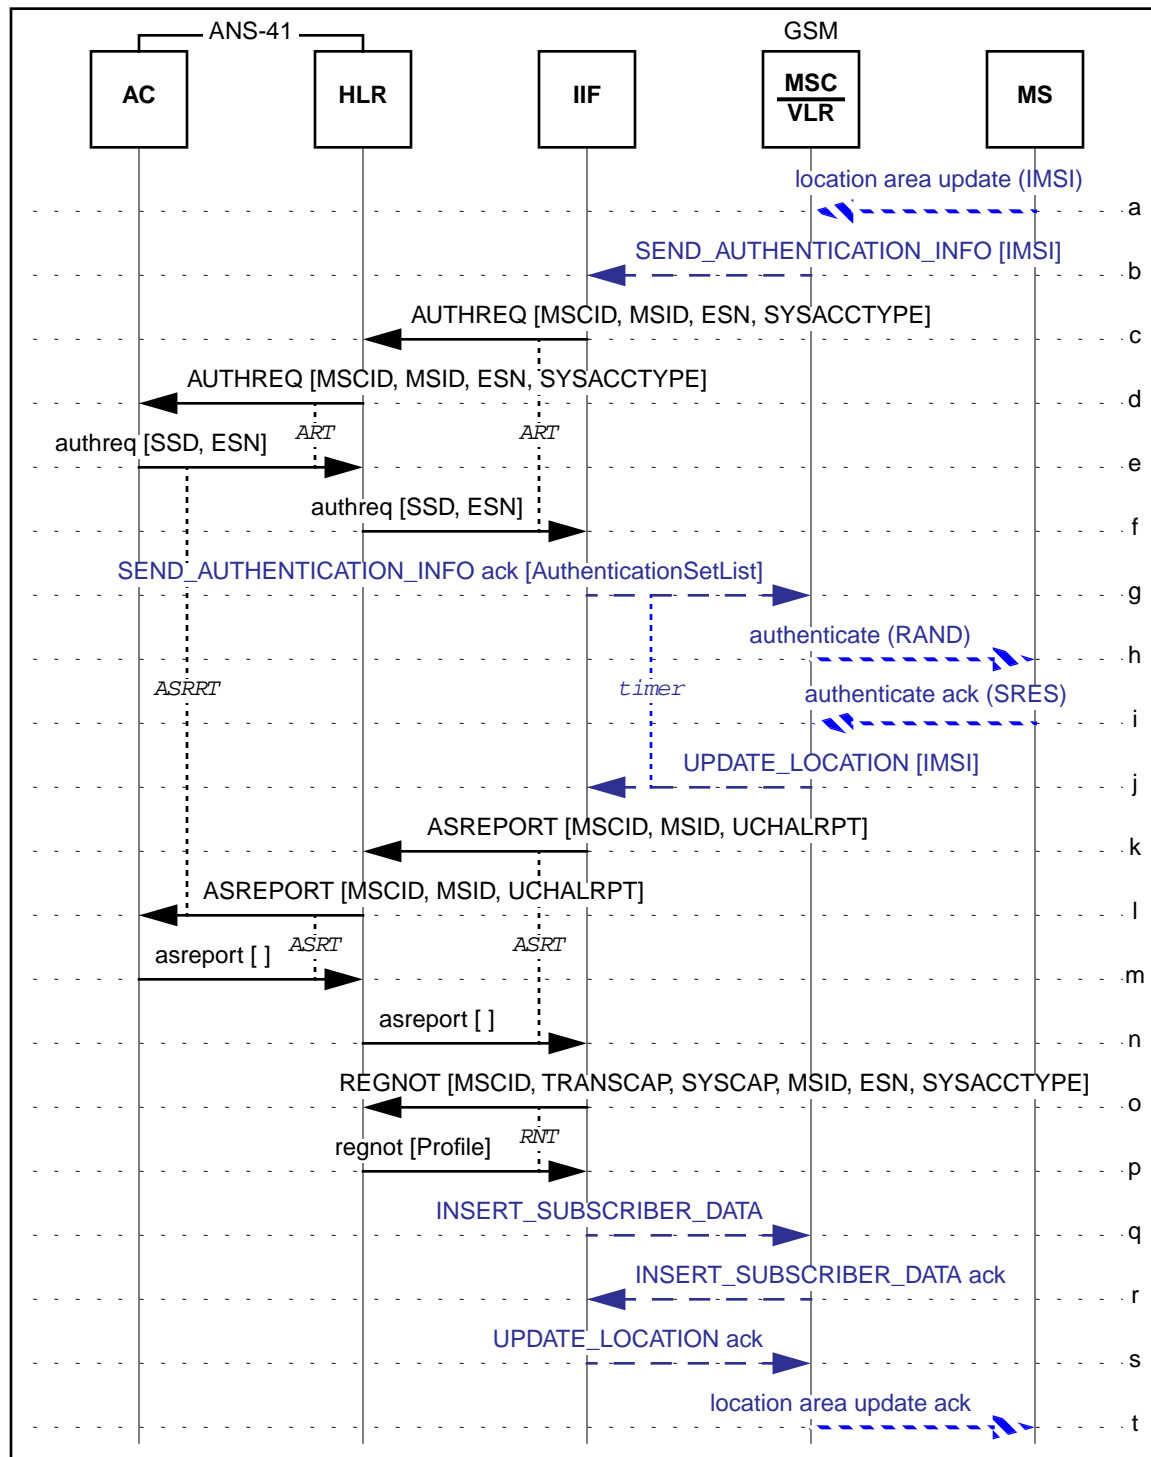 ANS-41 GSM
AC HLR IIF MSC MS
VLR
location area update (IMSI)
a
SEND_AUTHENTICATION_INFO [IMSI]
b
AUTHREQ [MSCID, MSID, ESN, SYSACCTYPE]
c
AUTHREQ [MSCID, MSID, ESN, SYSACCTYPE]
d
ART ART
authreq [SSD, ESN]
e
authreq [SSD, ESN]
f
SEND_AUTHENTICATION_INFO ack [AuthenticationSetList]
g
authenticate (RAND)
h
ASRRT timer
authenticate ack (SRES)
i
UPDATE_LOCATION [IMSI]
j
ASREPORT [MSCID, MSID, UCHALRPT]
k
ASREPORT [MSCID, MSID, UCHALRPT]
l
ASRT ASRT
asreport [ ]
m
asreport [ ]
n
REGNOT [MSCID, TRANSCAP, SYSCAP, MSID, ESN, SYSACCTYPE]
o
RNT
regnot [Profile]
p
INSERT_SUBSCRIBER_DATA
q
INSERT_SUBSCRIBER_DATA ack
r
UPDATE_LOCATION ack
s
location area update ack
t